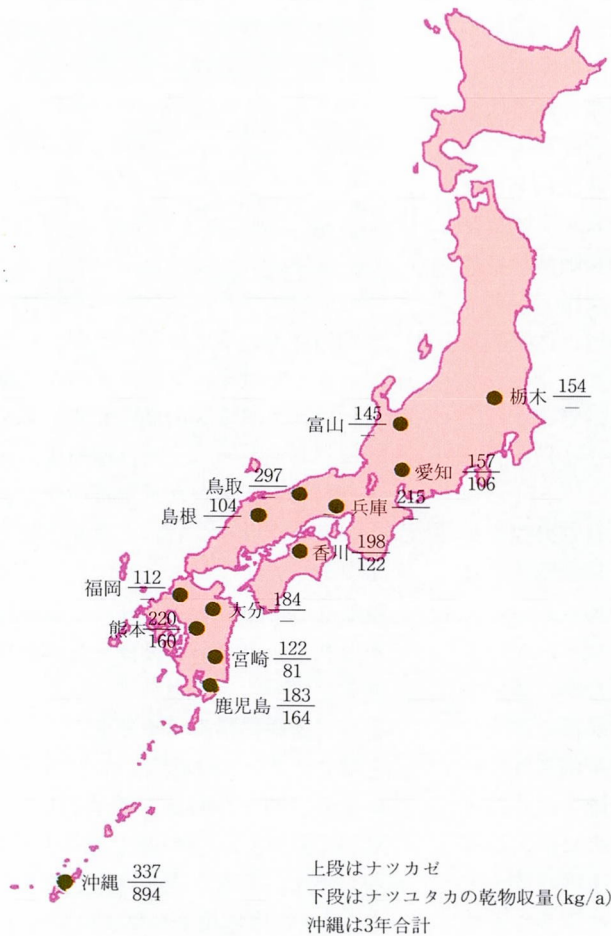 栃木 154
—
富山 145
—
愛知 157
106
鳥取 297
—
兵庫 215
—
島根 104
—
香川 198
122
福岡 112
—
大分 184
—
熊本 220
160
宮崎 122
81
鹿児島 183
164
沖縄 337
894
上段はナツカゼ
下段はナツユタカの乾物収量(kg/a)
沖縄は3年合計